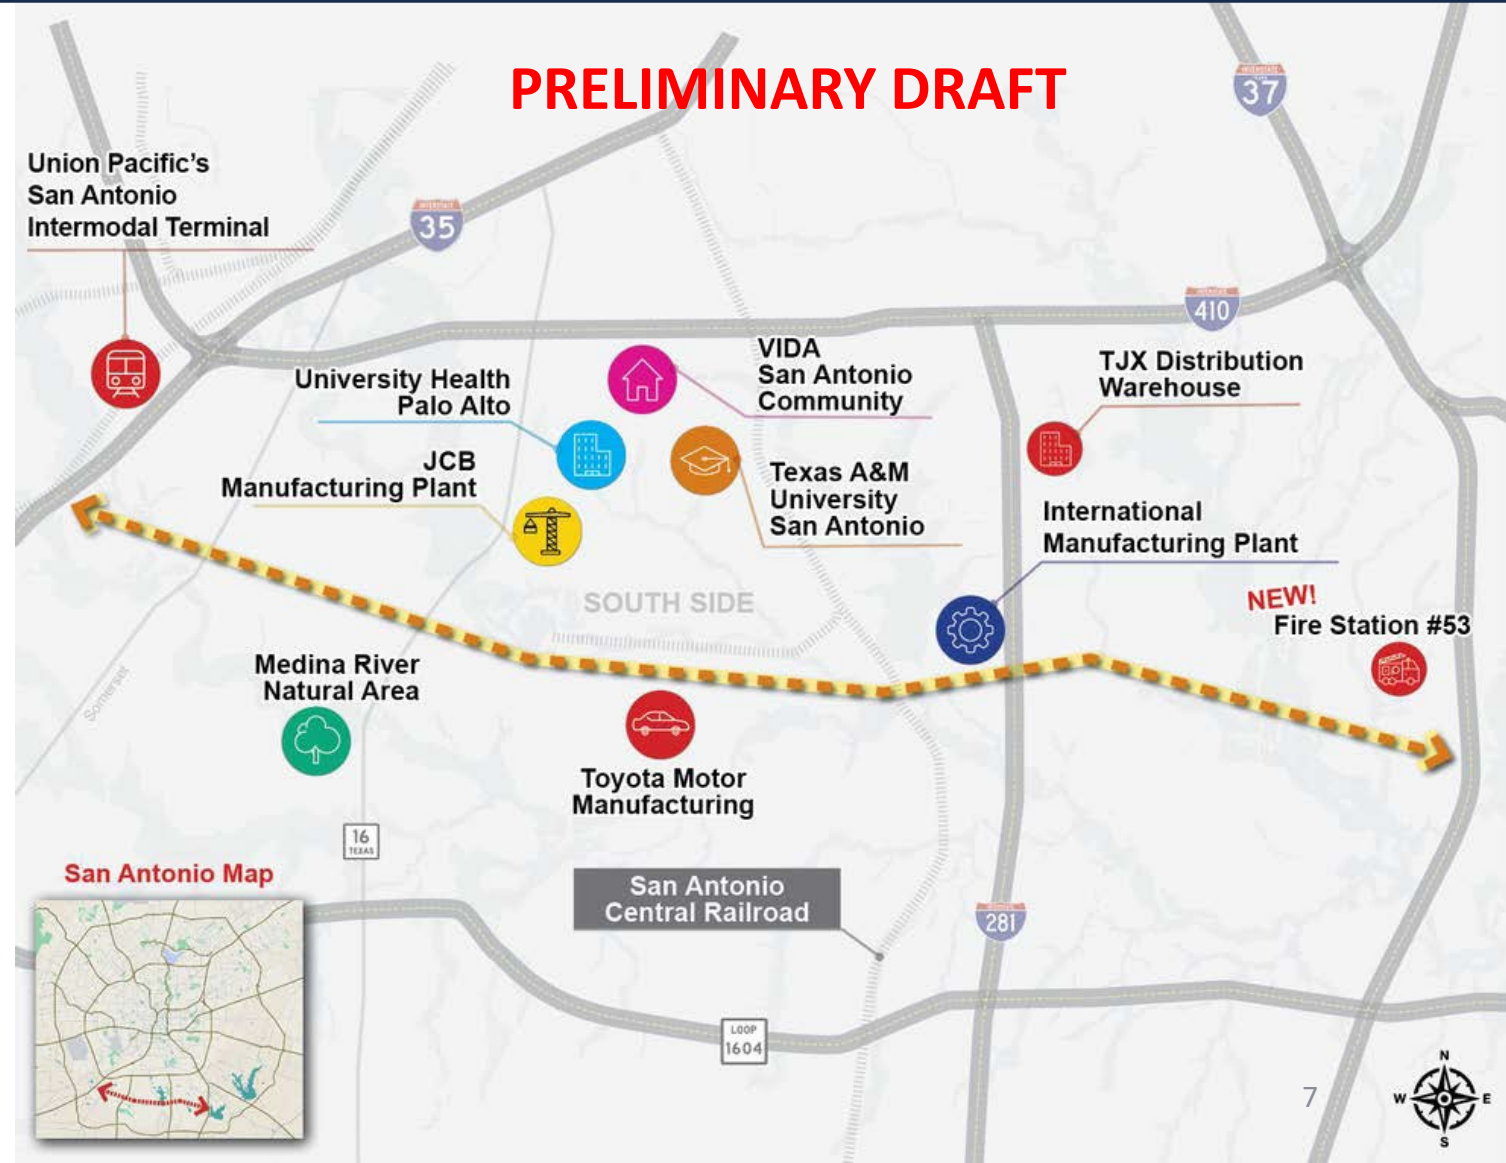 PRELIMINARY DRAFT
INTERSTATE
37
Union Pacific's
San Antonio
Intermodal Terminal
INTERSTATE
35
INTERSTATE
410
VIDA
San Antonio
Community
University Health
Palo Alto
TJX Distribution
Warehouse
JCB
Manufacturing Plant
Texas A&M
University
San Antonio
International
Manufacturing Plant
SOUTH SIDE
NEW!
Fire Station #53
Medina River
Natural Area
Somerset
Toyota Motor
Manufacturing
16
TEXAS
San Antonio Map
San Antonio
Central Railroad
281
LOOP
1604
7
N
W
E
S